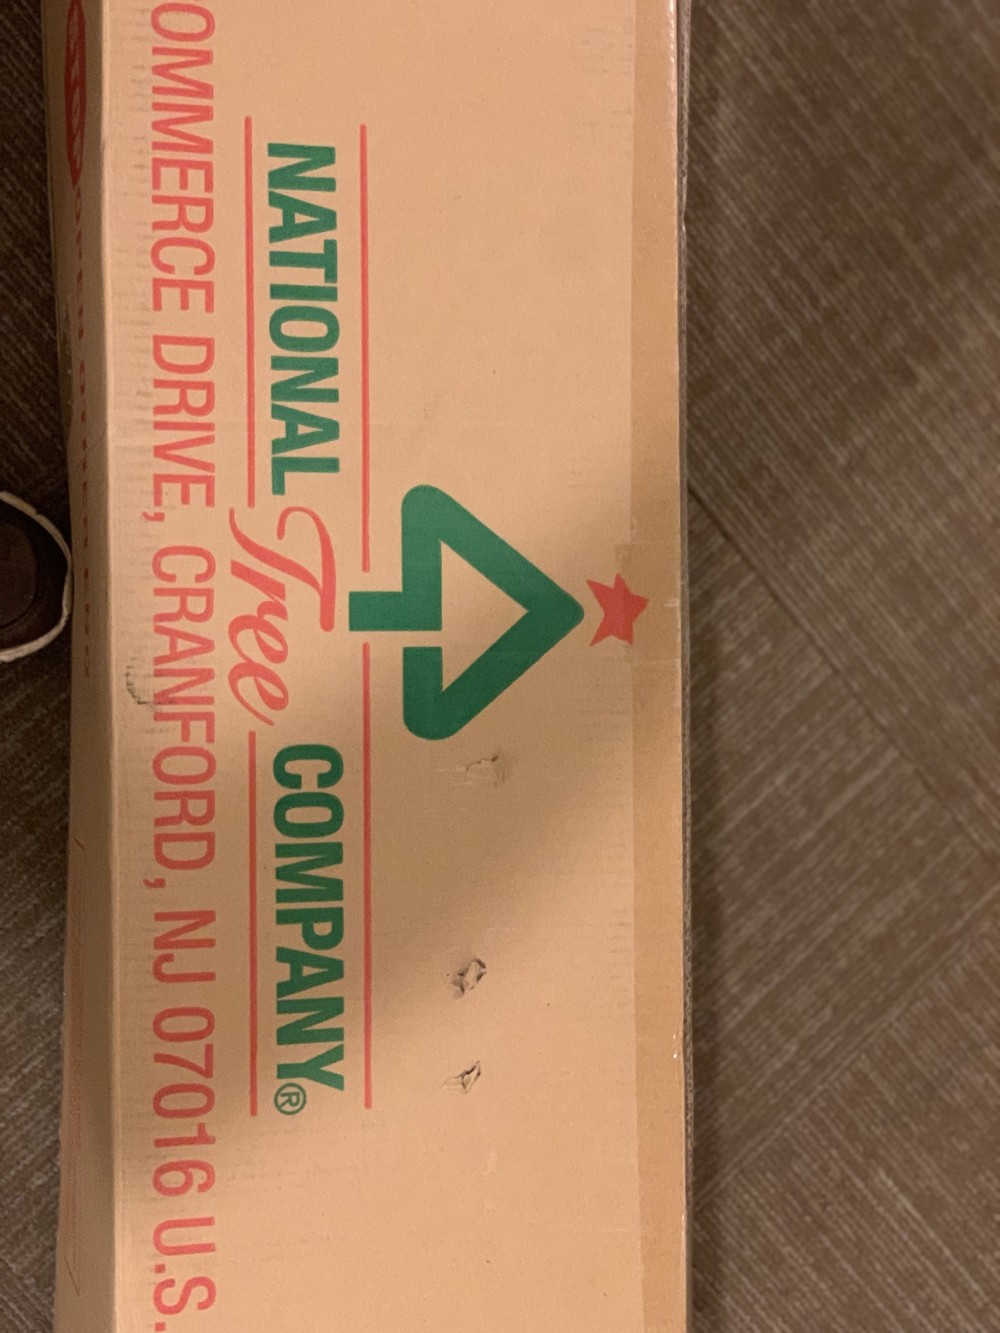 NATIONAL Tree COMPANY®
OMMERCE DRIVE, CRANFORD, NJ 07016 U.S.